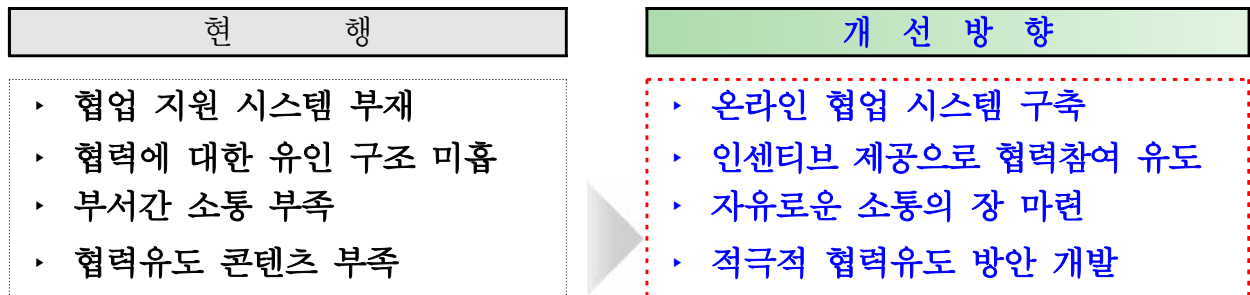 현 행
‣ 협업 지원 시스템 부재
‣ 협력에 대한 유인 구조 미흡
‣ 부서간 소통 부족
‣ 협력유도 콘텐츠 부족
개 선 방 향
‣ 온라인 협업 시스템 구축
‣ 인센티브 제공으로 협력참여 유도
‣ 자유로운 소통의 장 마련
‣ 적극적 협력유도 방안 개발